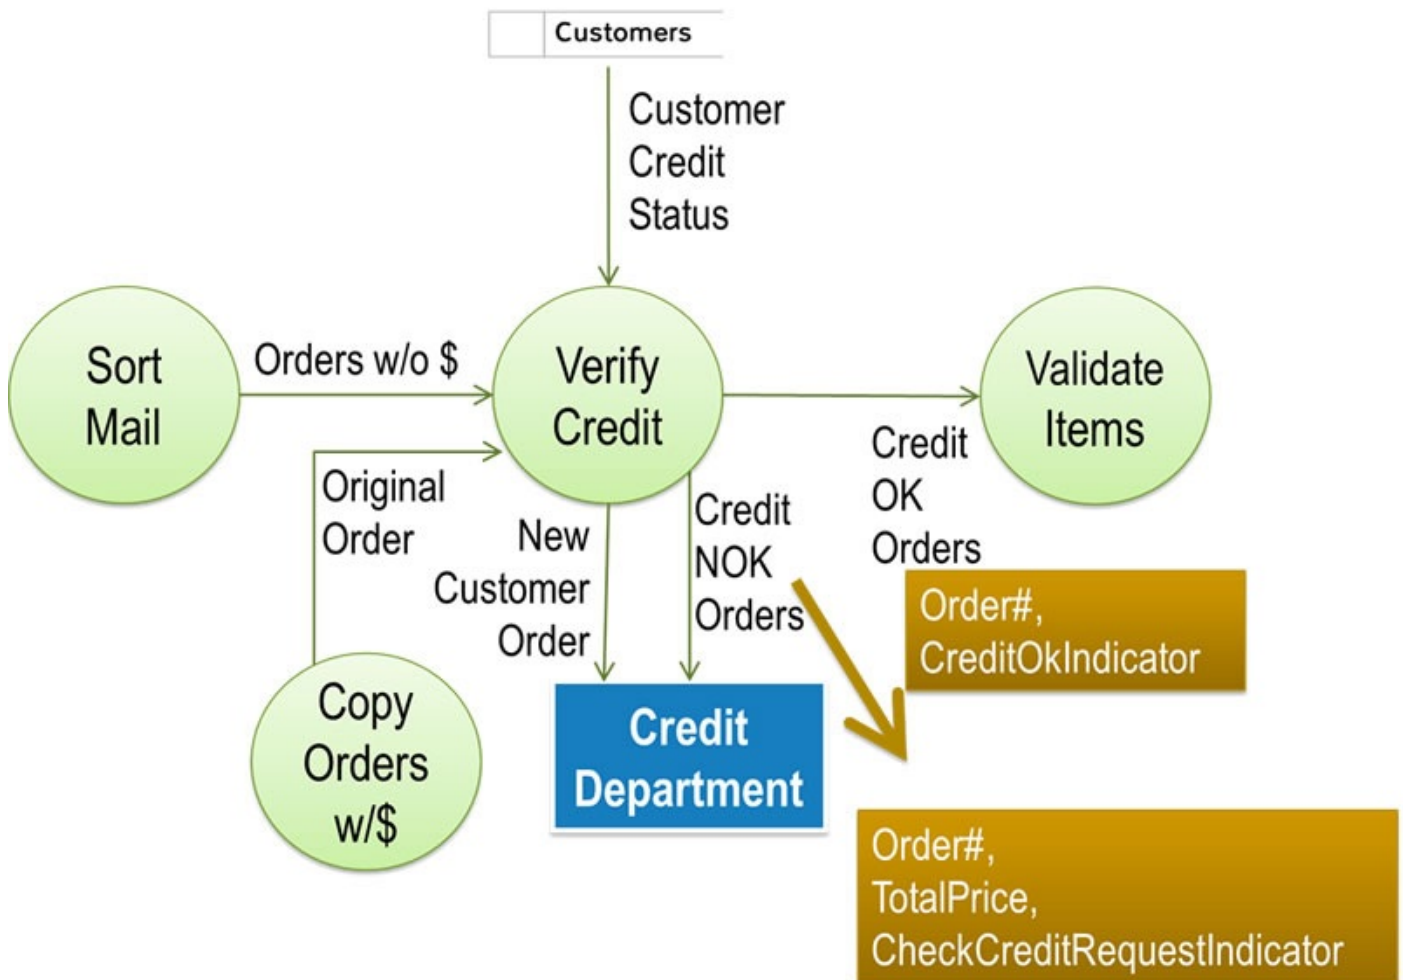 Customers
Customer
Credit
Status
Sort
Mail
Orders w/o $
Verify
Credit
Validate
Items
Original
Order
New
Customer
Order
Credit
NOK
Orders
Credit
OK
Orders
Order#,
CreditOkIndicator
Copy
Orders
w/$
Credit
Department
Order#,
TotalPrice,
CheckCreditRequestIndicator